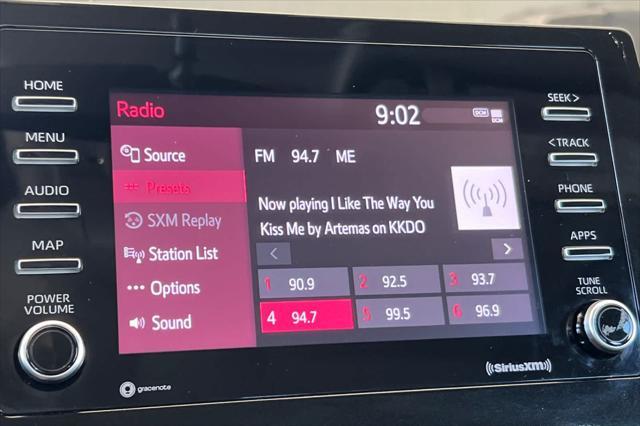 HOME
MENU
AUDIO
MAP
POWER
VOLUME
Radio
9:02
DCM
DCM
Source
Presets
SXM Replay
Station List
Options
Sound
FM 94.7 ME
Now playing I Like The Way You
Kiss Me by Artemas on KKDO
< >
1 90.9
2 92.5
3 93.7
4 94.7
5 99.5
6 96.9
SEEK >
< TRACK
PHONE
APPS
TUNE
SCROLL
gracenote
SiriusXM